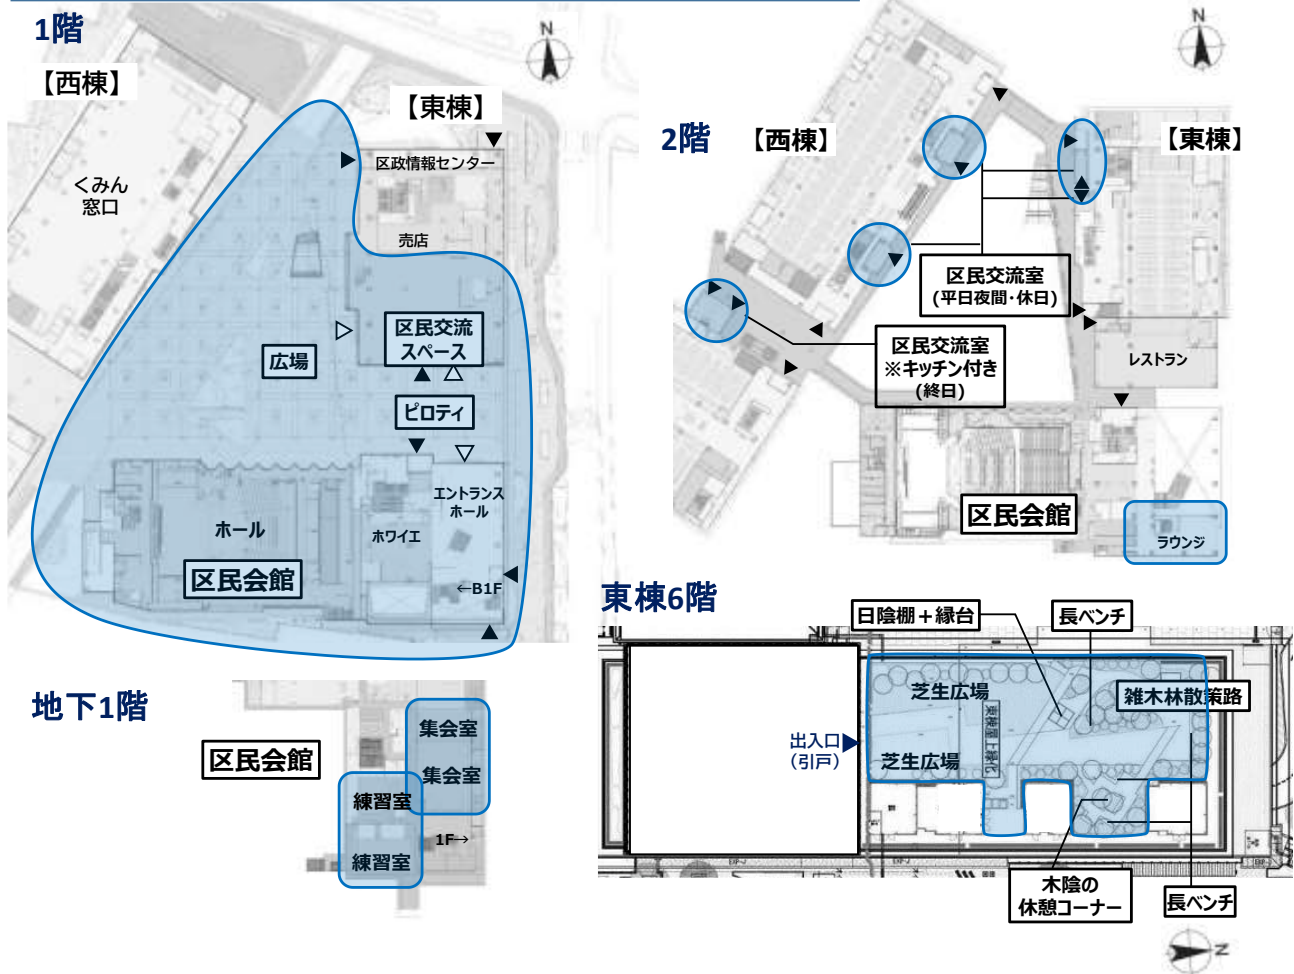 1階
N
【西棟】
【東棟】
区政情報センター
くみん
窓口
売店
区民交流
スペース
広場
ピロティ
エントランス
ホール
ホール
ホワイエ
区民会館
←B1F
2階
N
【西棟】
【東棟】
区民交流室
(平日夜間・休日)
区民交流室
※キッチン付き
(終日)
レストラン
区民会館
ラウンジ
地下1階
集会室
区民会館
集会室
練習室
1F→
練習室
東棟6階
日陰棚+縁台
長ベンチ
芝生広場
雑木林散策路
東棟屋上緑化
出入口
(引戸)
芝生広場
EXP-J
EXP-J
木陰の
休憩コーナー
長ベンチ
N